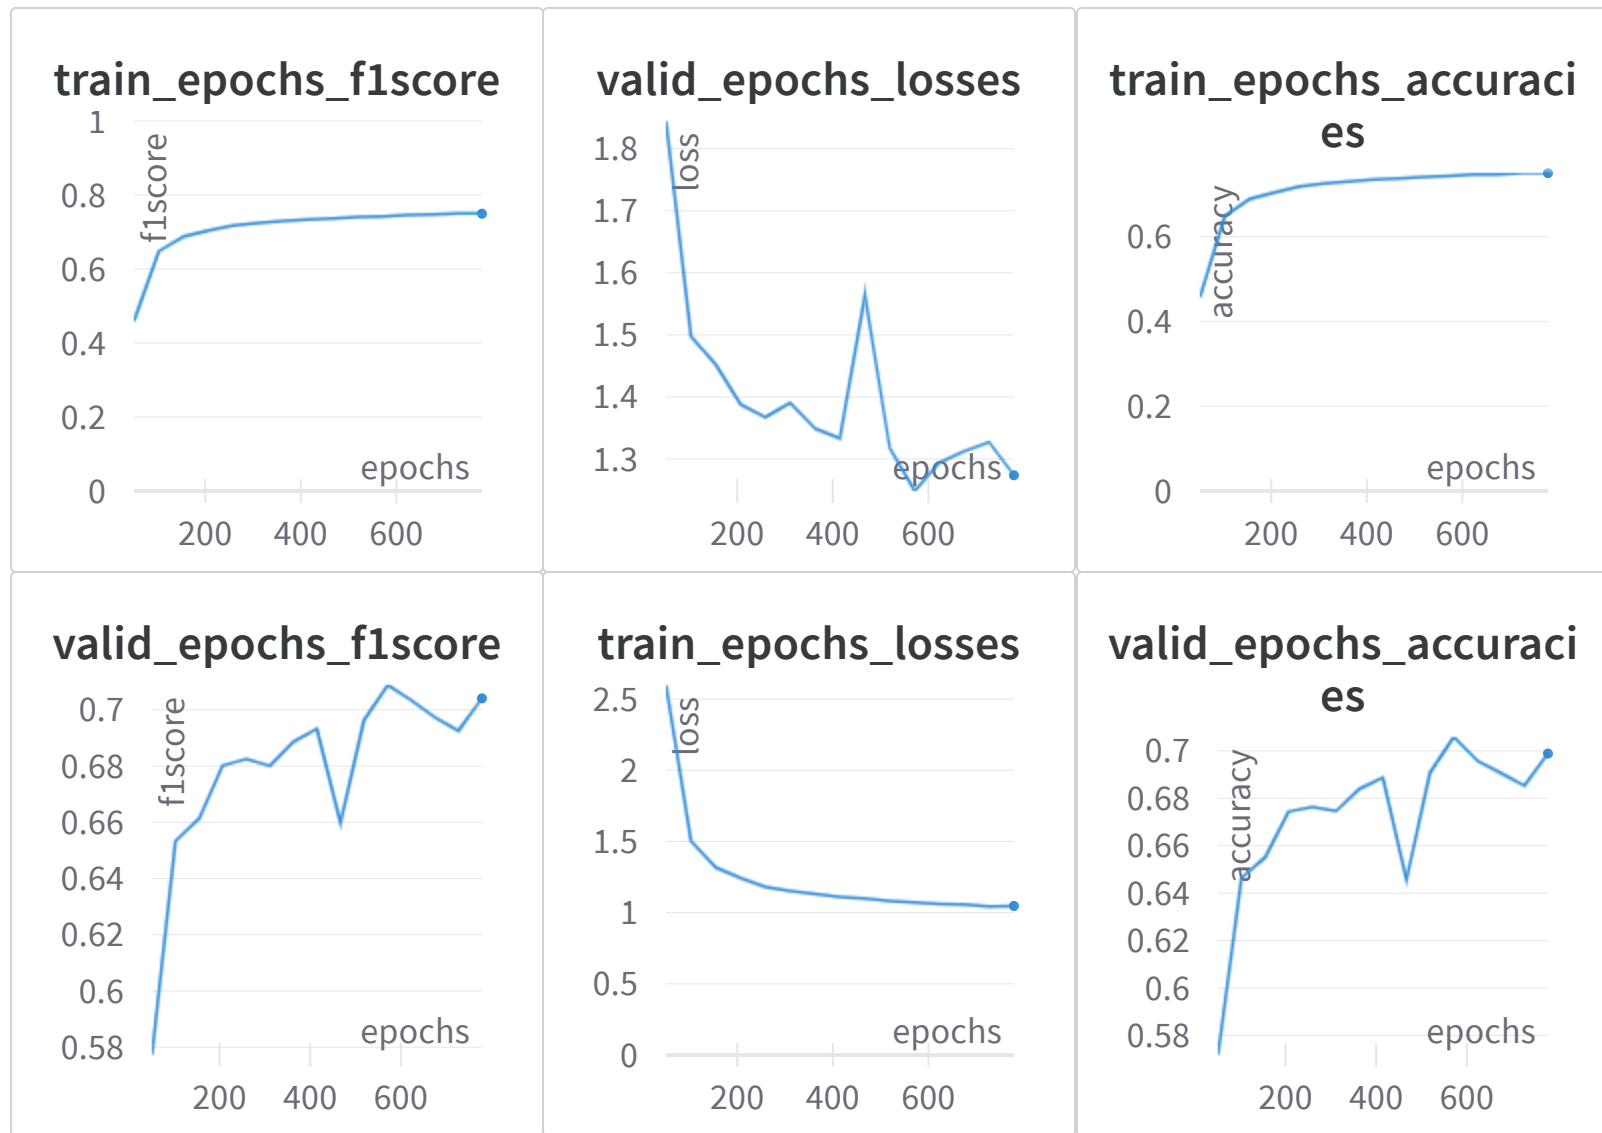 train_epochs_f1score
1
0.8
0.6
0.4
0.2
0
f1score
epochs
200
400
600
valid_epochs_losses
1.8
1.7
1.6
1.5
1.4
1.3
loss
epochs
200
400
600
train_epochs_accuraci
es
0.6
0.4
0.2
0
accuracy
epochs
200
400
600
valid_epochs_f1score
0.7
0.68
0.66
0.64
0.62
0.6
0.58
f1score
epochs
200
400
600
train_epochs_losses
2.5
2
1.5
1
0.5
0
loss
epochs
200
400
600
valid_epochs_accuraci
es
0.7
0.68
0.66
0.64
0.62
0.6
0.58
accuracy
epochs
200
400
600